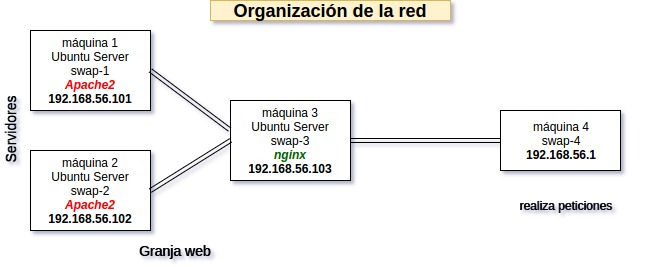 Organización de la red
Servidores
máquina 1
Ubuntu Server
swap-1
Apache2
192.168.56.101
máquina 2
Ubuntu Server
swap-2
Apache2
192.168.56.102
máquina 3
Ubuntu Server
swap-3
nginx
192.168.56.103
máquina 4
swap-4
192.168.56.1
realiza peticiones
Granja web